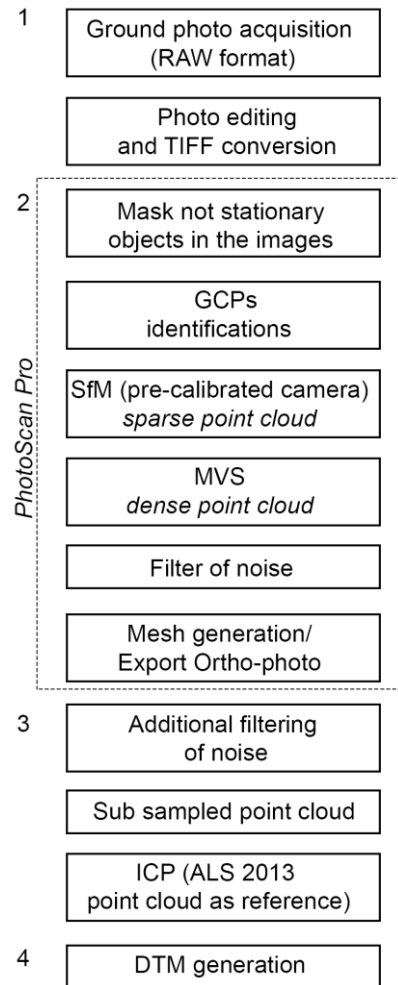 1
Ground photo acquisition
(RAW format)
Photo editing
and TIFF conversion
PhotoScan Pro
2
Mask not stationary
objects in the images
GCPs
identifications
SfM (pre-calibrated camera)
sparse point cloud
MVS
dense point cloud
Filter of noise
Mesh generation/
Export Ortho-photo
3
Additional filtering
of noise
Sub sampled point cloud
ICP (ALS 2013
point cloud as reference)
4
DTM generation